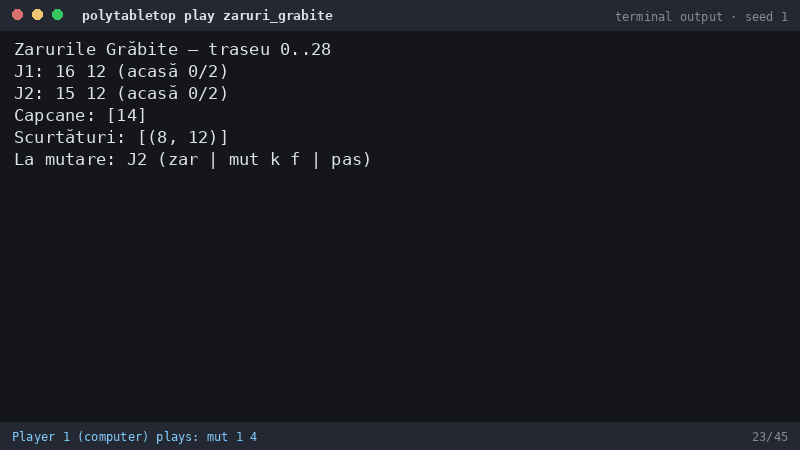 polytabletop play zaruri_grabite
terminal output · seed 1
Zarurile Grăbite — traseu 0..28
J1: 16 12 (acasă 0/2)
J2: 15 12 (acasă 0/2)
Capcane: [14]
Scurtături: [(8, 12)]
La mutare: J2 (zar | mut k f | pas)
Player 1 (computer) plays: mut 1 4
23/45